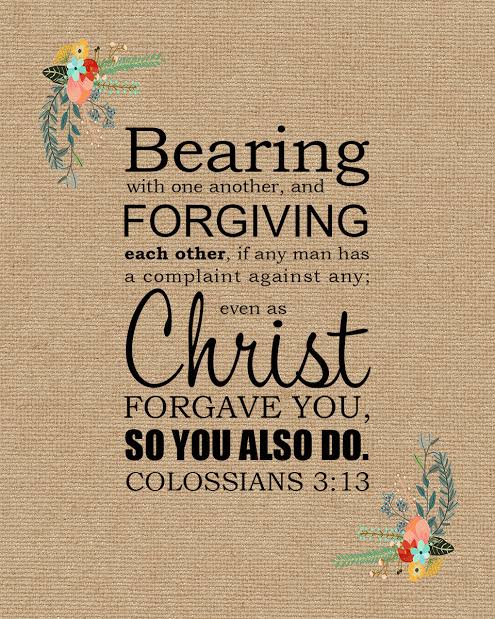 Bearing
with one another, and
FORGIVING
each other, if any man has
a complaint against any;
even as
Christ
FORGAVE YOU,
SO YOU ALSO DO.
COLOSSIANS 3:13